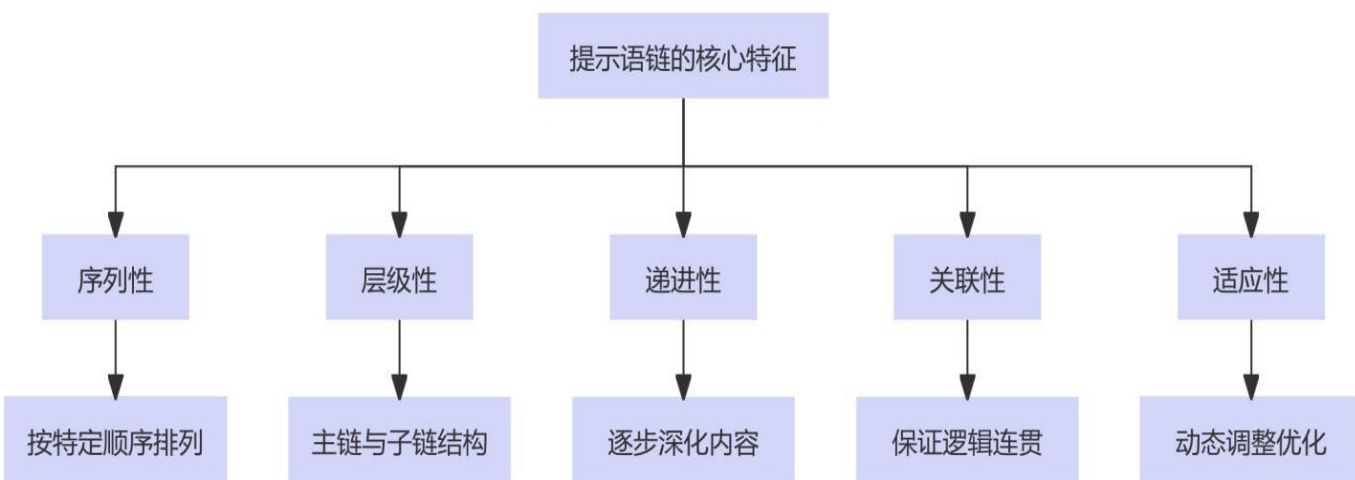 提示语链的核心特征
序列性
层级性
递进性
关联性
适应性
按特定顺序排列
主链与子链结构
逐步深化内容
保证逻辑连贯
动态调整优化